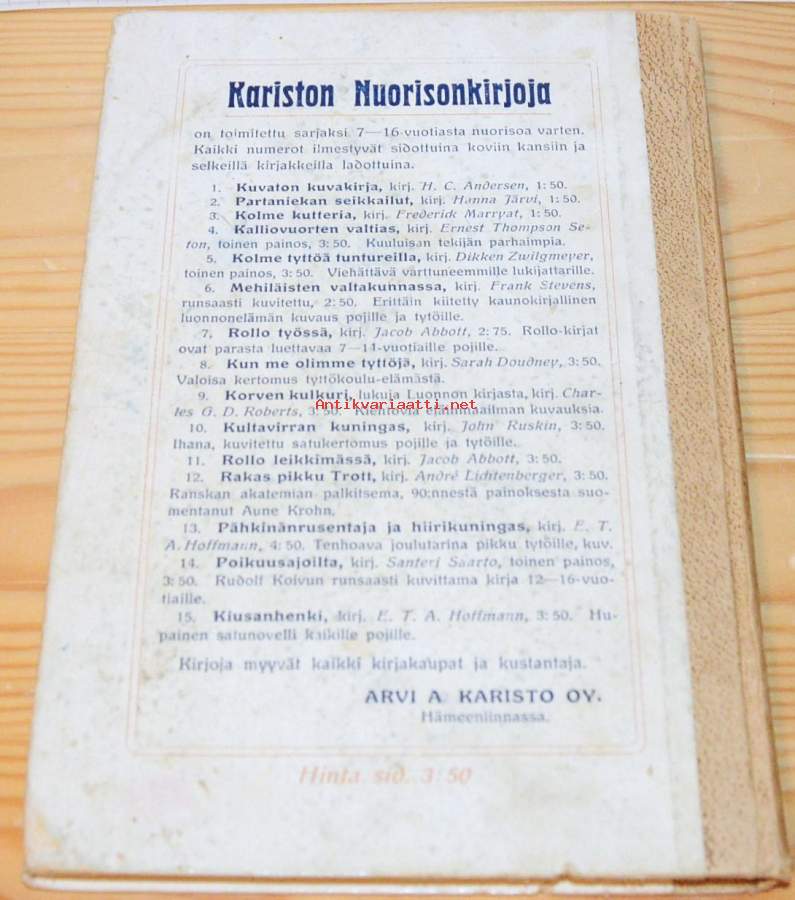 Kariston Nuorisonkirjoja
on toimitettu sarjaksi 7—16-vuotiasta nuorisoa varten.
Kaikki numerot ilmestyvät sidottuina koviin kansiin ja
selkeillä kirjakkeilla ladottuina.
1. Kuvaton kuvakirja, kirj. H. C. Andersen, 1:50.
2. Partaniekan seikkailut, kirj. Hanna Järvi, 1:50.
3. Kolme kutteria, kirj. Frederick Marryat, 1:50.
4. Kalliovuorten valtias, kirj. Ernest Thompson Se-
ton, toinen painos, 3:50. Kuuluisan tekijän parhaimpia.
5. Kolme tyttöä tuntureilla, kirj. Dikken Zwilgmeyer,
toinen painos, 3:50. Viehättävä varttuneemmille lukijattarille.
6. Mehiläisten valtakunnassa, kirj. Frank Stevens,
runsaasti kuvitettu, 2:50. Erittäin kiitetty kaunokirjallinen
luonnonelämän kuvaus pojille ja tytöille.
7. Rollo työssä, kirj. Jacob Abbott, 2:75. Rollo-kirjat
ovat parasta luettavaa 7—14-vuotiaille pojille.
8. Kun me olimme tyttöjä, kirj. Sarah Doudney, 3:50.
Valoisa kertomus tyttökoulu-elämästä.
9. Korven kulkuri, lukuja Luonnon kirjasta, kirj. Char-
les G. D. Roberts, 3:50. Kiehtovia eläinmaailman kuvauksia.
Antikvariaatti.net
10. Kultavirran kuningas, kirj. John Ruskin, 3:50.
Ihana, kuvitettu satukertomus pojille ja tytöille.
11. Rollo leikkimässä, kirj. Jacob Abbott, 3:50.
12. Rakas pikku Trott, kirj. André Lichtenberger, 3:50.
Ranskan akatemian palkitsema, 90:nnestä painoksesta suo-
mentanut Aune Krohn.
13. Pähkinänrusentaja ja hiirikuningas, kirj. E. T.
A. Hoffmann, 4:50. Tenhoava joulutarina pikku tytöille, kuv.
14. Poikuusajoilta, kirj. Santeri Saarto, toinen painos,
3:50. Rudolf Koivun runsaasti kuvittama kirja 12—16-vuo-
tiaille.
15. Kiusanhenki, kirj. E. T. A. Hoffmann, 3:50. Hu-
painen satunovelli kaikille pojille.
Kirjoja myyvät kaikki kirjakaupat ja kustantaja.
ARVI A. KARISTO OY.
Hämeenlinnassa.
Hinta sid. 3:50